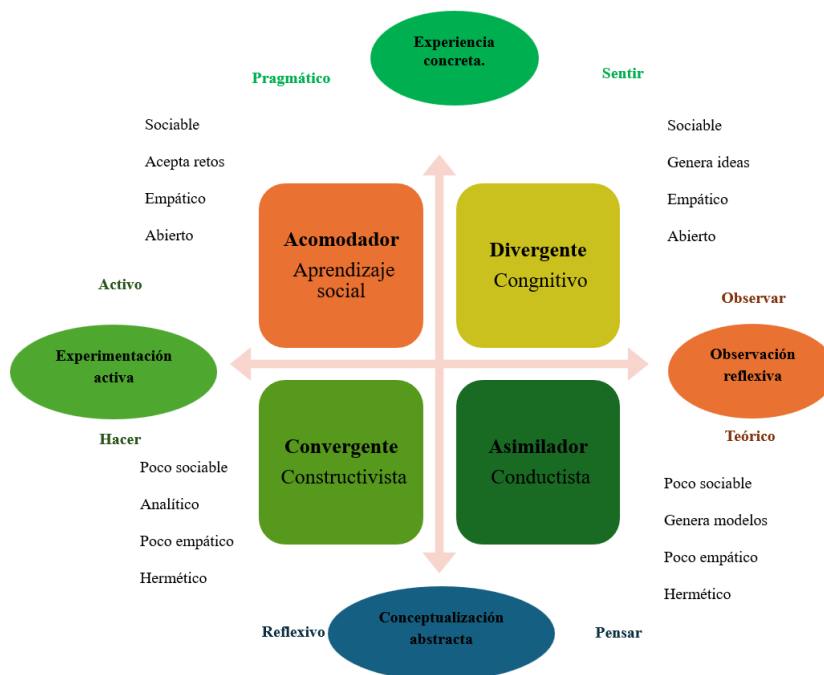 Experiencia
concreta.
Pragmático
Sentir
Sociable
Acepta retos
Empático
Abierto
Sociable
Genera ideas
Empático
Abierto
Acomodador
Aprendizaje
social
Divergente
Congnitivo
Activo
Observar
Experimentación
activa
Observación
reflexiva
Hacer
Teórico
Convergente
Constructivista
Asimilador
Conductista
Poco sociable
Analítico
Poco empático
Hermético
Poco sociable
Genera modelos
Poco empático
Hermético
Reflexivo
Conceptualización
abstracta
Pensar